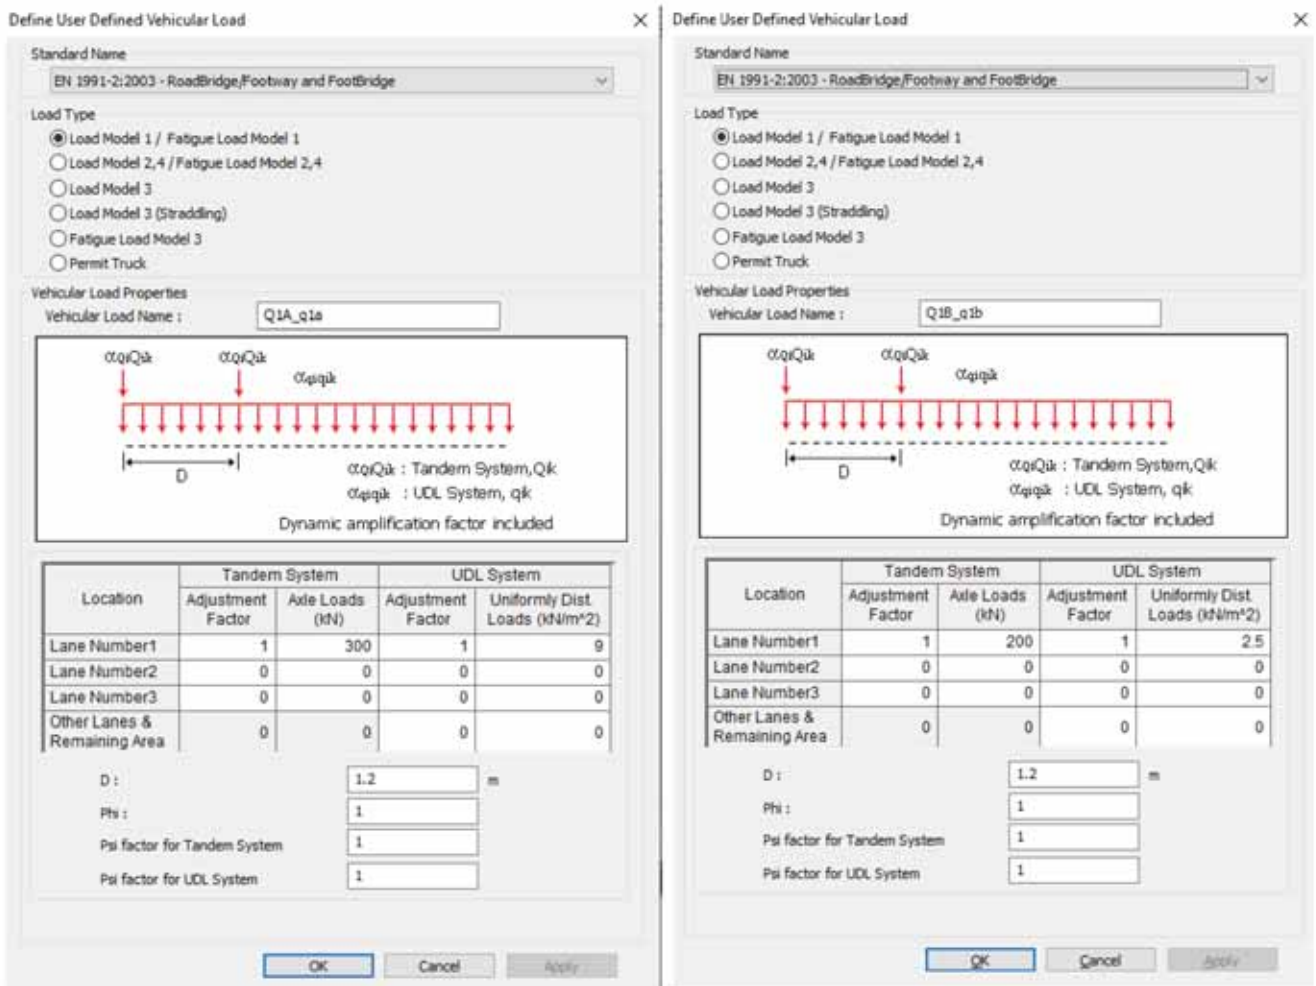 Define User Defined Vehicular Load
Standard Name
EN 1991-2:2003 - RoadBridge/Footway and FootBridge
Load Type
Load Model 1 / Fatigue Load Model 1
Load Model 2,4 / Fatigue Load Model 2,4
Load Model 3
Load Model 3 (Straddling)
Fatigue Load Model 3
Permit Truck
Vehicular Load Properties
Vehicular Load Name : Q1A_q1a
αQiQik αQiQik
αqiqik
D
αQiQik : Tandem System,Qik
αqiqik : UDL System, qik
Dynamic amplification factor included
Location Tandem System UDL System
Adjustment Factor Axle Loads (kN) Adjustment Factor Uniformly Dist. Loads (kN/m^2)
Lane Number1 1 300 1 9
Lane Number2 0 0 0 0
Lane Number3 0 0 0 0
Other Lanes & Remaining Area 0 0 0 0
D : 1.2 m
Phi : 1
Psi factor for Tandem System 1
Psi factor for UDL System 1
OK Cancel Apply
Define User Defined Vehicular Load
Standard Name
EN 1991-2:2003 - RoadBridge/Footway and FootBridge
Load Type
Load Model 1 / Fatigue Load Model 1
Load Model 2,4 / Fatigue Load Model 2,4
Load Model 3
Load Model 3 (Straddling)
Fatigue Load Model 3
Permit Truck
Vehicular Load Properties
Vehicular Load Name : Q1B_q1b
αQiQik αQiQik
αqiqik
D
αQiQik : Tandem System,Qik
αqiqik : UDL System, qik
Dynamic amplification factor included
Location Tandem System UDL System
Adjustment Factor Axle Loads (kN) Adjustment Factor Uniformly Dist. Loads (kN/m^2)
Lane Number1 1 200 1 2.5
Lane Number2 0 0 0 0
Lane Number3 0 0 0 0
Other Lanes & Remaining Area 0 0 0 0
D : 1.2 m
Phi : 1
Psi factor for Tandem System 1
Psi factor for UDL System 1
OK Cancel Apply